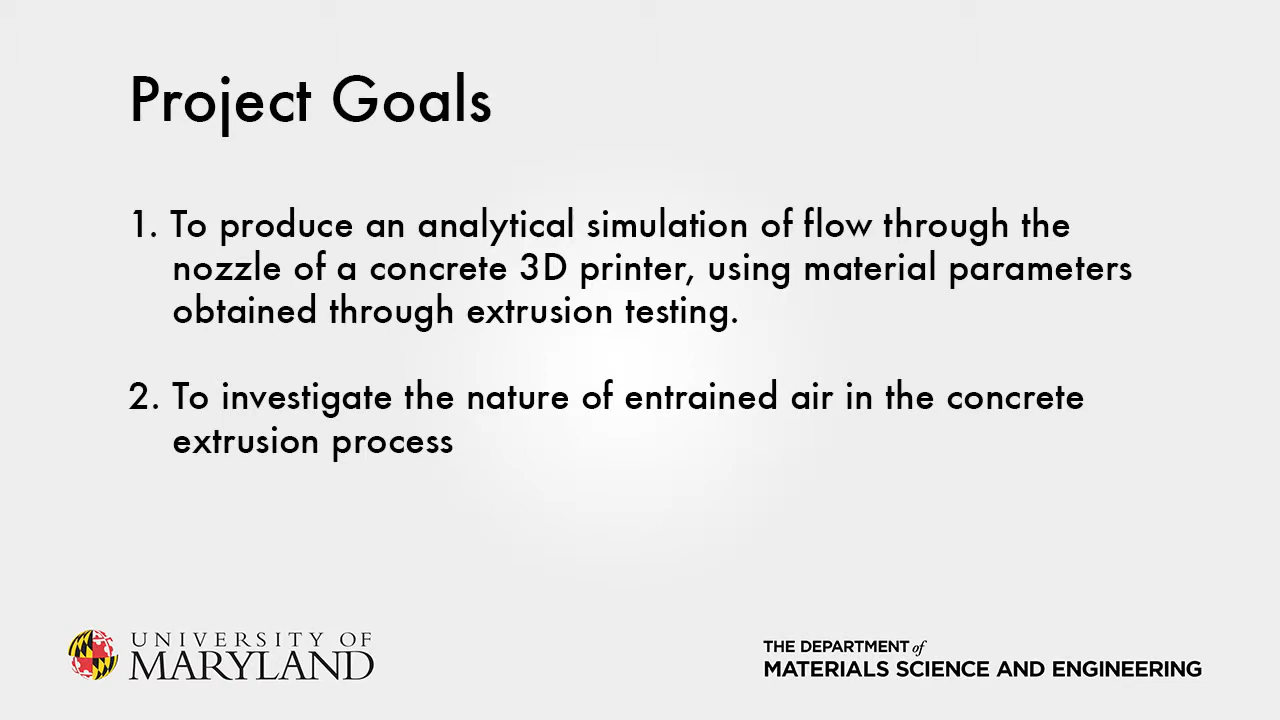 Project Goals
1. To produce an analytical simulation of flow through the
nozzle of a concrete 3D printer, using material parameters
obtained through extrusion testing.
2. To investigate the nature of entrained air in the concrete
extrusion process
UNIVERSITY OF
MARYLAND
THE DEPARTMENT of
MATERIALS SCIENCE AND ENGINEERING